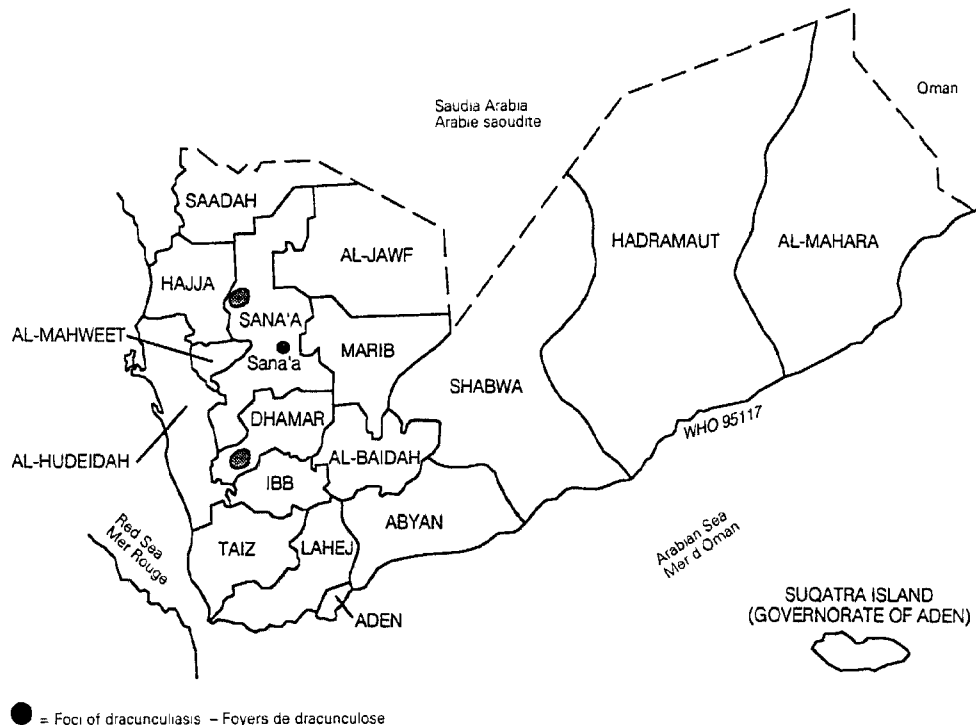 Saudia Arabia
Arabie saoudite
Oman
SAADAH
HAJJA
AL-JAWF
HADRAMAUT
AL-MAHARA
SANA'A
AL-MAHWEET
Sana'a
MARIB
SHABWA
DHAMAR
WHO 95117
AL-HUDEIDAH
AL-BAIDAH
IBB
ABYAN
Red Sea
Mer Rouge
TAIZ
LAHEJ
Arabian Sea
Mer d Oman
ADEN
SUQATRA ISLAND
(GOVERNORATE OF ADEN)
= Foci of dracunculiasis – Foyers de dracunculose